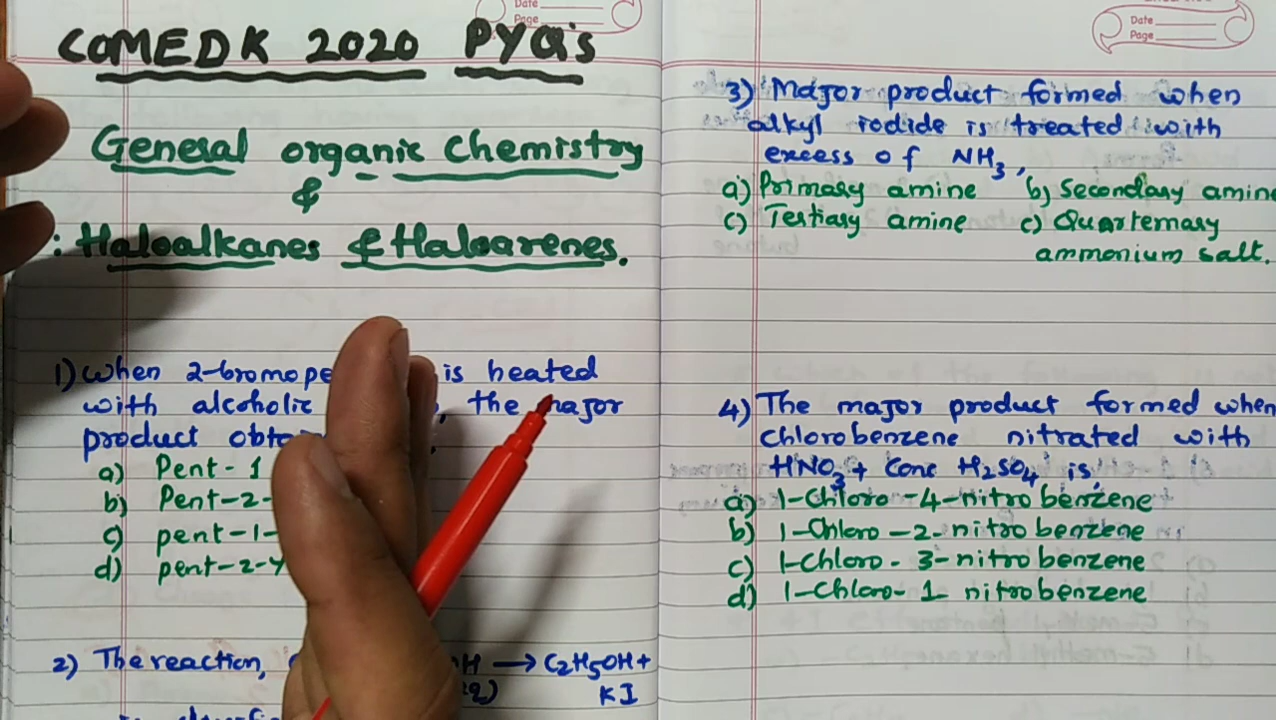 Date
Page
COMEDK 2020 PYQ's
General organic chemistry
&
: Haloalkanes & Haloarenes.
1) when 2-bromope is heated
with alcoholic , the major
product obta
a) Pent-1
b) Pent-2-
c) pent-1-
d) pent-2-y
2) The reaction, H → C2H5OH+
KI
Date
Page
3) Major product formed when
alkyl iodide is treated with
excess of NH3,
a) Primary amine b) Secondary amine
c) Tertiary amine c) Quarternary
ammonium salt.
4) The major product formed when
chlorobenzene nitrated with
HNO3 + Conc H2SO4 is,
a) 1-Chloro-4-nitrobenzene
b) 1-Chloro-2-nitrobenzene
c) 1-Chloro-3-nitrobenzene
d) 1-Chloro-1 nitrobenzene